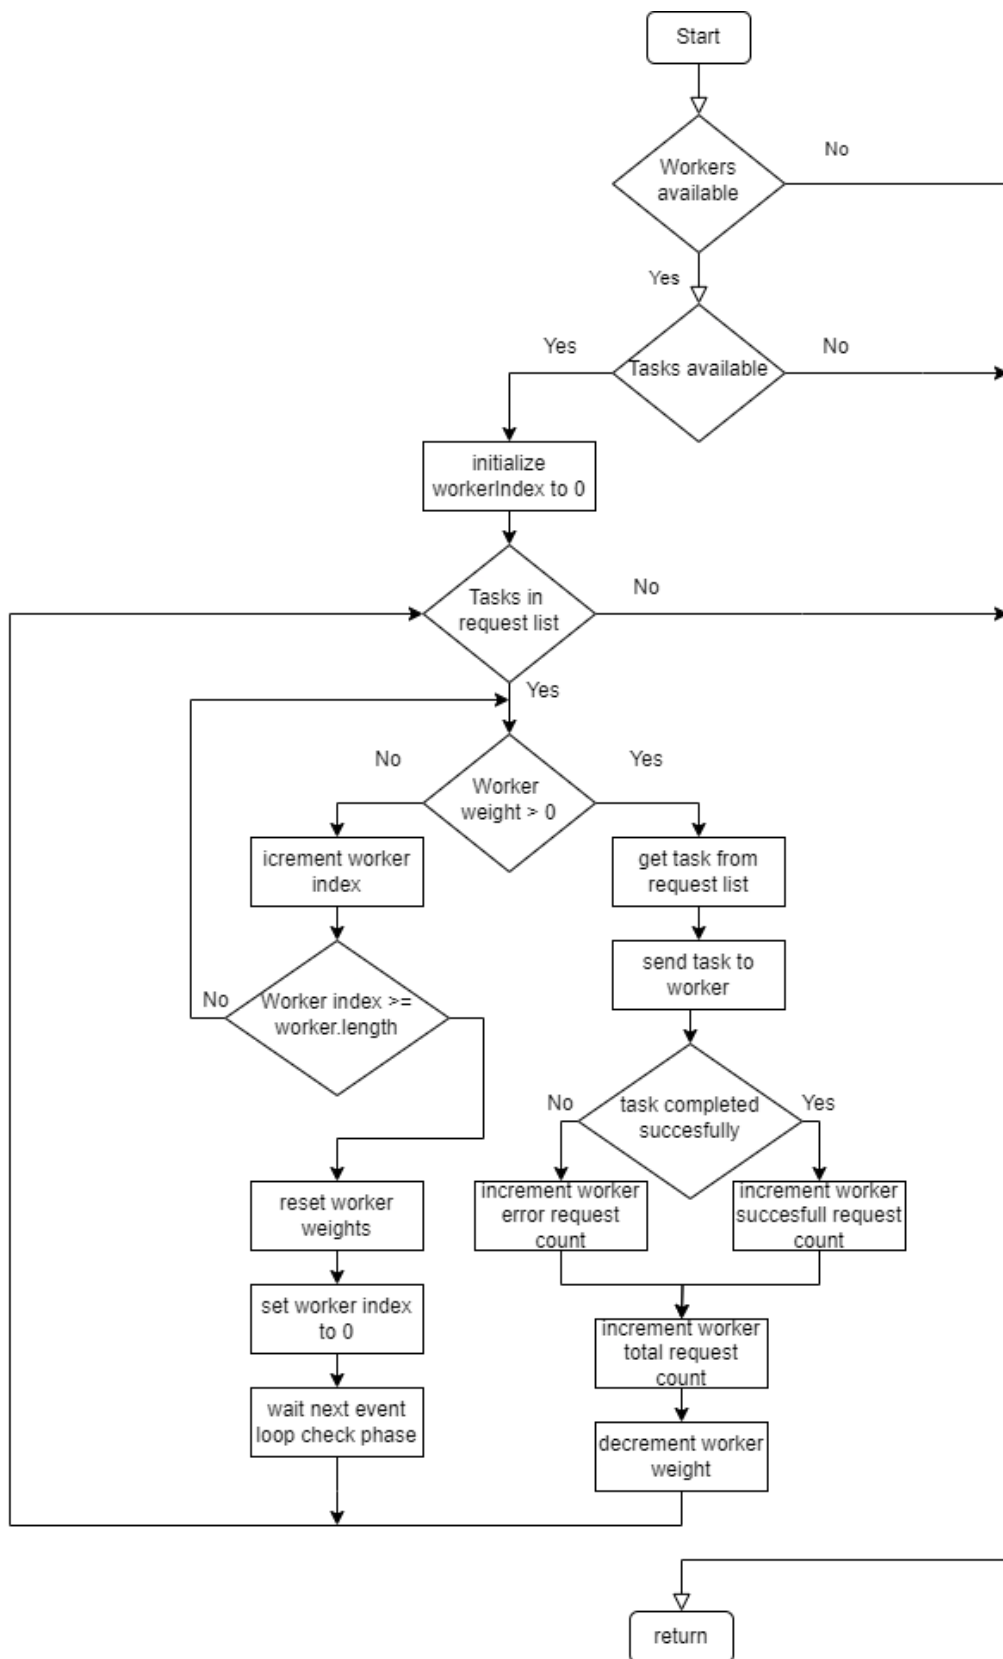 Start
Workers
available
No
Yes
Tasks available
Yes
No
initialize
workerIndex to 0
Tasks in
request list
No
Yes
Worker
weight > 0
No
Yes
icrement worker
index
get task from
request list
Worker index >=
worker.length
No
send task to
worker
task completed
succesfully
No
Yes
reset worker
weights
increment worker
error request
count
increment worker
succesfull request
count
set worker index
to 0
increment worker
total request
count
wait next event
loop check phase
decrement worker
weight
return